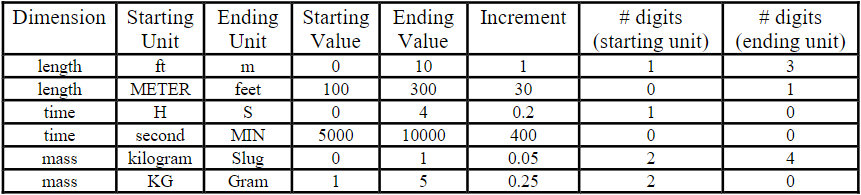 Dimension Starting Unit Ending Unit Starting Value Ending Value Increment # digits (starting unit) # digits (ending unit)
length ft m 0 10 1 1 3
length METER feet 100 300 30 0 1
time H S 0 4 0.2 1 0
time second MIN 5000 10000 400 0 0
mass kilogram Slug 0 1 0.05 2 4
mass KG Gram 1 5 0.25 2 0